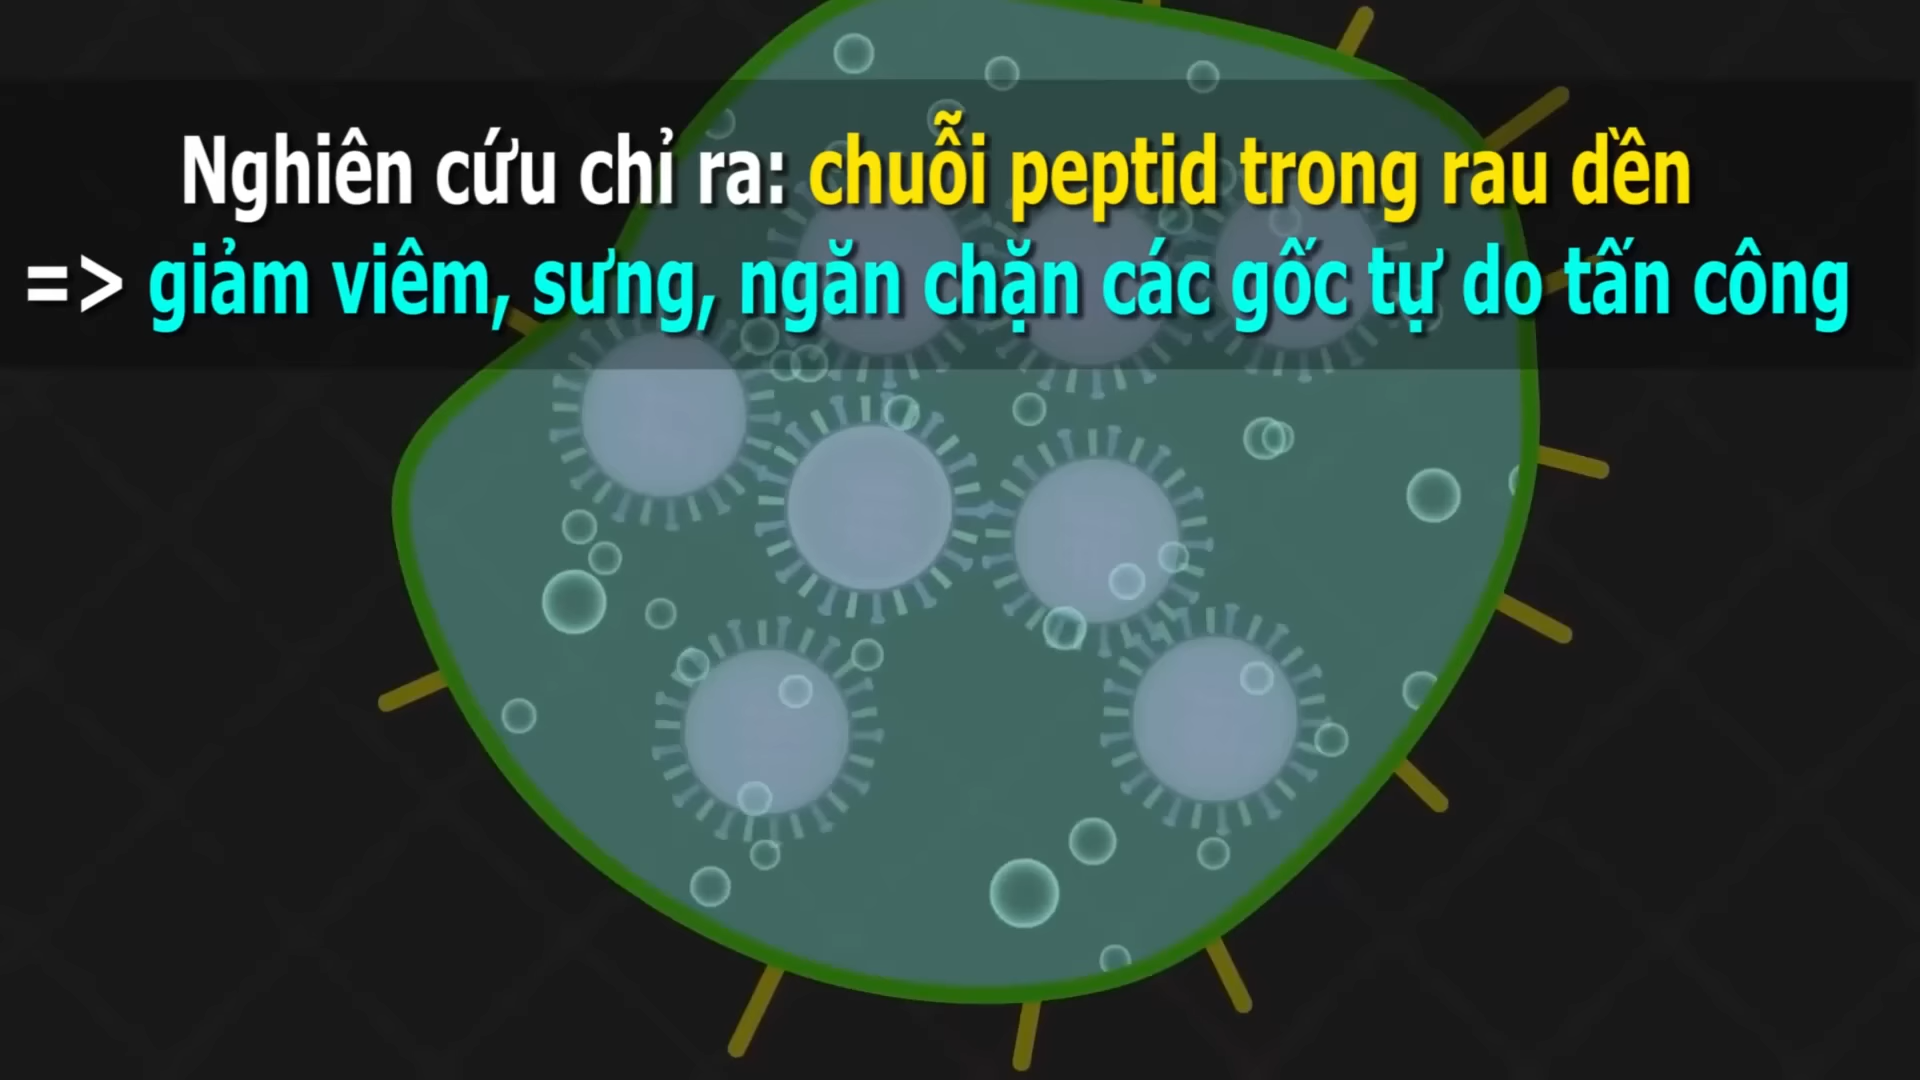 Nghiên cứu chỉ ra: chuỗi peptid trong rau dền
=> giảm viêm, sưng, ngăn chặn các gốc tự do tấn công